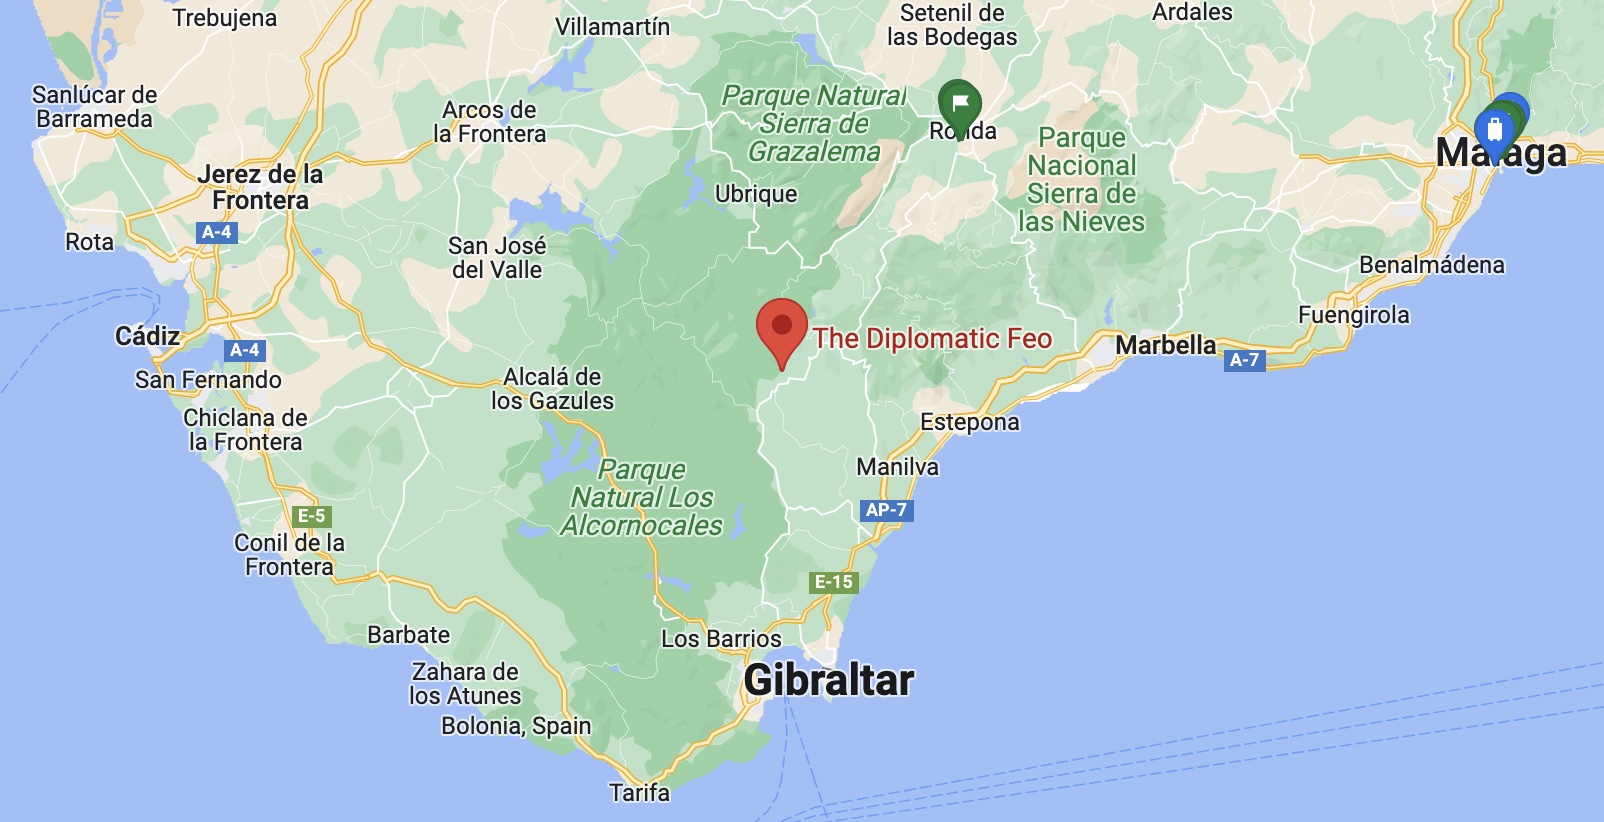 Trebujena
Villamartín
Setenil de
las Bodegas
Ardales
Sanlúcar de
Barrameda
Arcos de
la Frontera
Parque Natural
Sierra de
Grazalema
Ronda
Parque
Nacional
Sierra de
las Nieves
Malaga
Jerez de la
Frontera
Ubrique
A-4
Rota
San José
del Valle
Benalmádena
Fuengirola
Cádiz
The Diplomatic Feo
Marbella
A-4
A-7
San Fernando
Alcalá de
los Gazules
Chiclana de
la Frontera
Estepona
Manilva
Parque
Natural Los
Alcornocales
AP-7
E-5
Conil de la
Frontera
E-15
Barbate
Los Barrios
Zahara de
los Atunes
Gibraltar
Bolonia, Spain
Tarifa